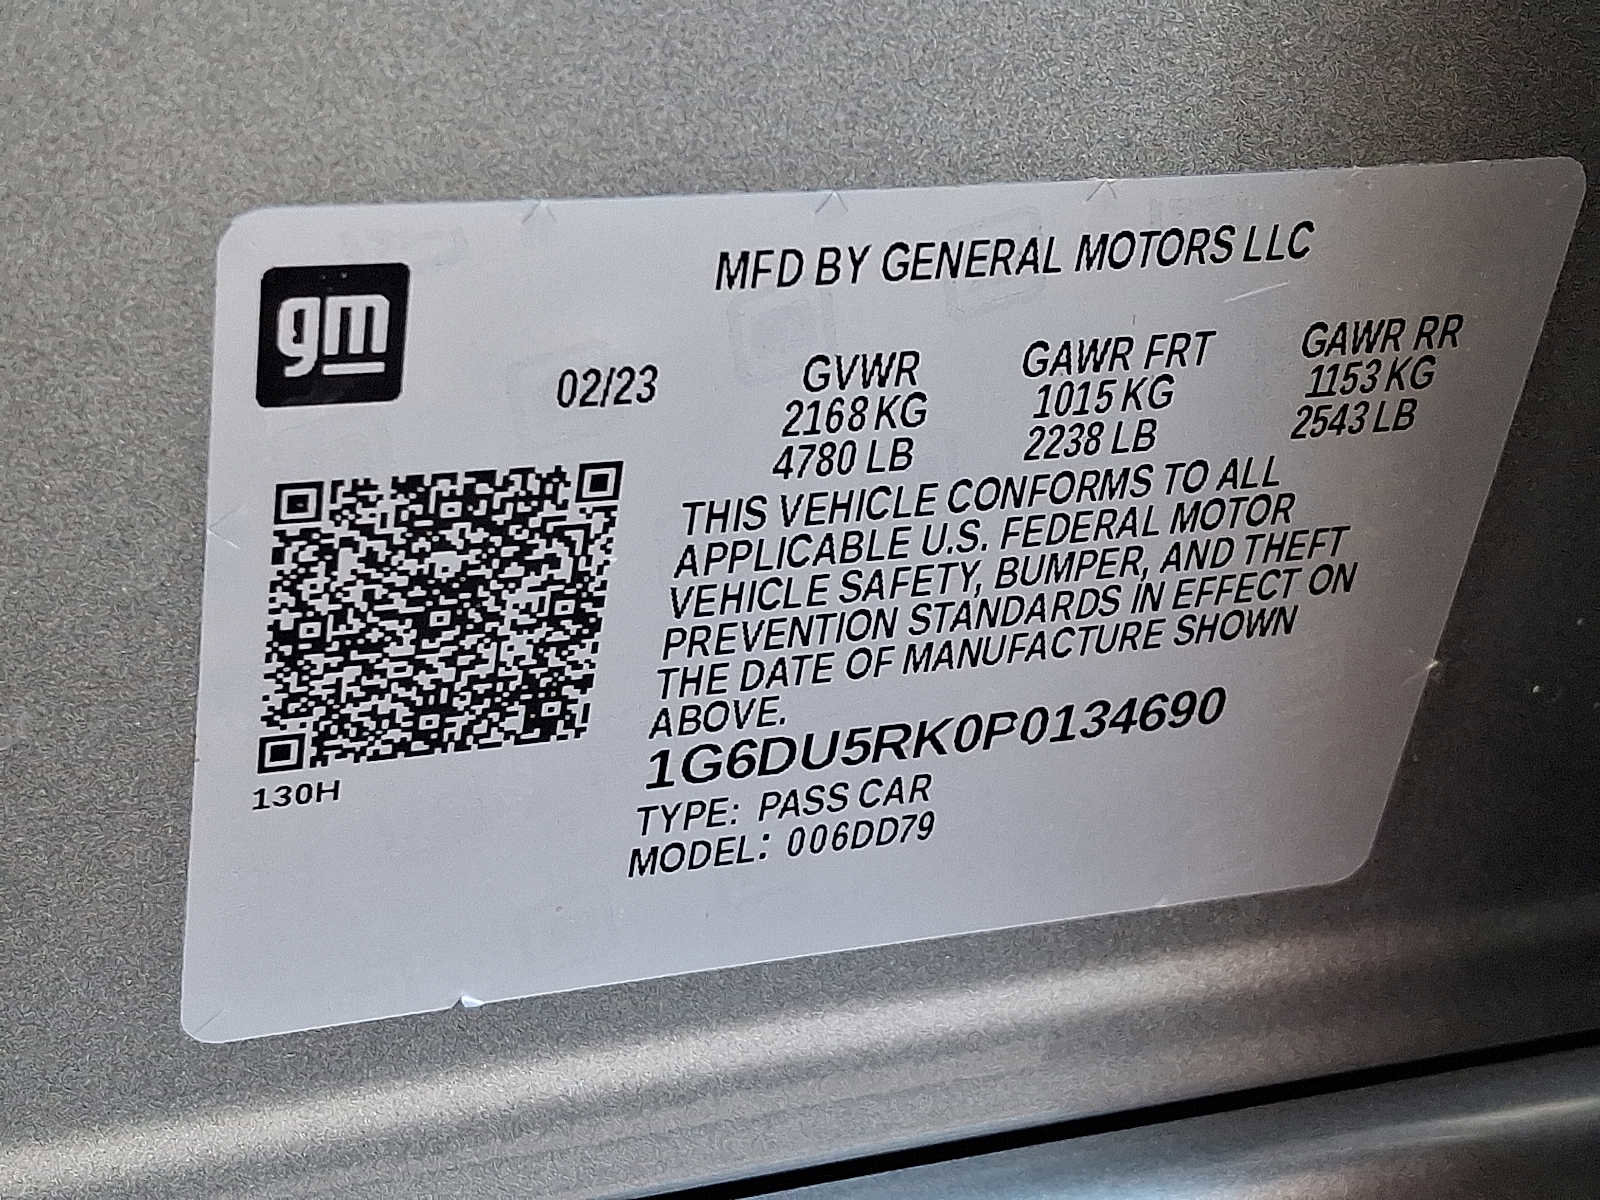 gm
MFD BY GENERAL MOTORS LLC
02/23
GVWR
2168 KG
4780 LB
GAWR FRT
1015 KG
2238 LB
GAWR RR
1153 KG
2543 LB
THIS VEHICLE CONFORMS TO ALL
APPLICABLE U.S. FEDERAL MOTOR
VEHICLE SAFETY, BUMPER, AND THEFT
PREVENTION STANDARDS IN EFFECT ON
THE DATE OF MANUFACTURE SHOWN
ABOVE.
1G6DU5RK0P0134690
TYPE: PASS CAR
MODEL: 006DD79
130H